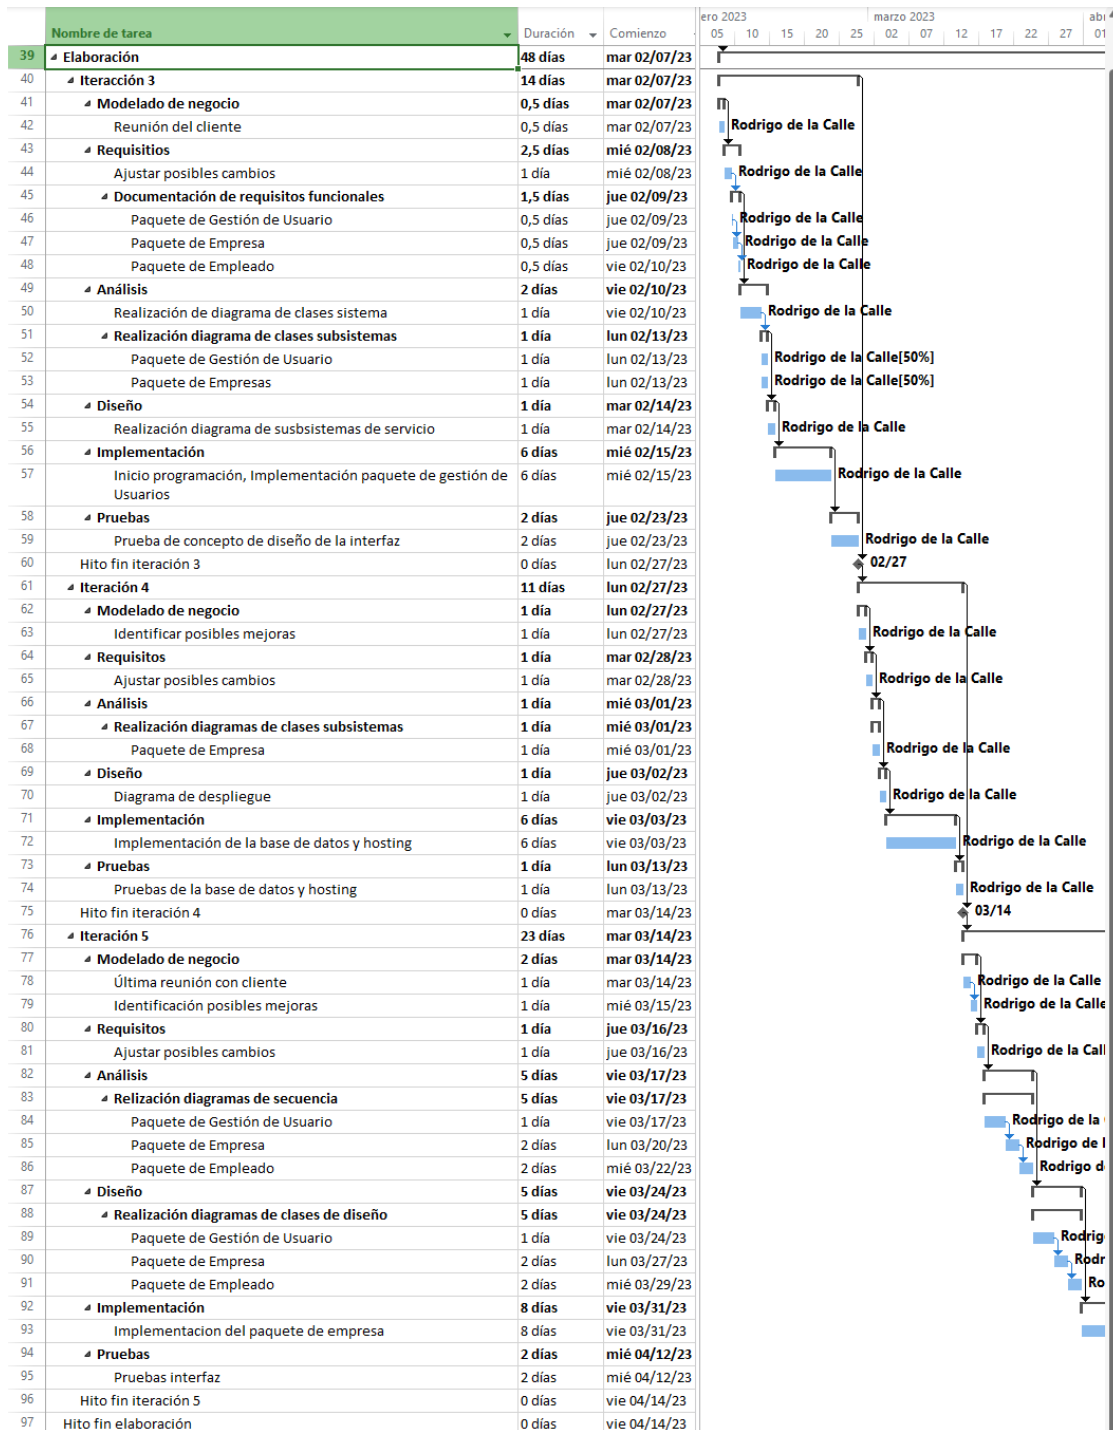 ero 2023 marzo 2023 abr
Nombre de tarea Duración Comienzo 05 10 15 20 25 02 07 12 17 22 27 01
39 Elaboración 48 días mar 02/07/23
40 Iteracción 3 14 días mar 02/07/23
41 Modelado de negocio 0,5 días mar 02/07/23
42 Reunión del cliente 0,5 días mar 02/07/23 Rodrigo de la Calle
43 Requisitios 2,5 días mié 02/08/23
44 Ajustar posibles cambios 1 día mié 02/08/23 Rodrigo de la Calle
45 Documentación de requisitos funcionales 1,5 días jue 02/09/23
46 Paquete de Gestión de Usuario 0,5 días jue 02/09/23 Rodrigo de la Calle
47 Paquete de Empresa 0,5 días jue 02/09/23 Rodrigo de la Calle
48 Paquete de Empleado 0,5 días vie 02/10/23 Rodrigo de la Calle
49 Análisis 2 días vie 02/10/23
50 Realización de diagrama de clases sistema 1 día vie 02/10/23 Rodrigo de la Calle
51 Realización diagrama de clases subsistemas 1 día lun 02/13/23
52 Paquete de Gestión de Usuario 1 día lun 02/13/23 Rodrigo de la Calle[50%]
53 Paquete de Empresas 1 día lun 02/13/23 Rodrigo de la Calle[50%]
54 Diseño 1 día mar 02/14/23
55 Realización diagrama de susbsistemas de servicio 1 día mar 02/14/23 Rodrigo de la Calle
56 Implementación 6 días mié 02/15/23
57 Inicio programación, Implementación paquete de gestión de 6 días mié 02/15/23 Rodrigo de la Calle
Usuarios
58 Pruebas 2 días jue 02/23/23
59 Prueba de concepto de diseño de la interfaz 2 días jue 02/23/23 Rodrigo de la Calle
60 Hito fin iteración 3 0 días lun 02/27/23 02/27
61 Iteración 4 11 días lun 02/27/23
62 Modelado de negocio 1 día lun 02/27/23
63 Identificar posibles mejoras 1 día lun 02/27/23 Rodrigo de la Calle
64 Requisitos 1 día mar 02/28/23
65 Ajustar posibles cambios 1 día mar 02/28/23 Rodrigo de la Calle
66 Análisis 1 día mié 03/01/23
67 Realización diagramas de clases subsistemas 1 día mié 03/01/23
68 Paquete de Empresa 1 día mié 03/01/23 Rodrigo de la Calle
69 Diseño 1 día jue 03/02/23
70 Diagrama de despliegue 1 día jue 03/02/23 Rodrigo de la Calle
71 Implementación 6 días vie 03/03/23
72 Implementación de la base de datos y hosting 6 días vie 03/03/23 Rodrigo de la Calle
73 Pruebas 1 día lun 03/13/23
74 Pruebas de la base de datos y hosting 1 día lun 03/13/23 Rodrigo de la Calle
75 Hito fin iteración 4 0 días mar 03/14/23 03/14
76 Iteración 5 23 días mar 03/14/23
77 Modelado de negocio 2 días mar 03/14/23
78 Última reunión con cliente 1 día mar 03/14/23 Rodrigo de la Calle
79 Identificación posibles mejoras 1 día mié 03/15/23 Rodrigo de la Calle
80 Requisitos 1 día jue 03/16/23
81 Ajustar posibles cambios 1 día jue 03/16/23 Rodrigo de la Call
82 Análisis 5 días vie 03/17/23
83 Relización diagramas de secuencia 5 días vie 03/17/23
84 Paquete de Gestión de Usuario 1 día vie 03/17/23 Rodrigo de la
85 Paquete de Empresa 2 días lun 03/20/23 Rodrigo de l
86 Paquete de Empleado 2 días mié 03/22/23 Rodrigo d
87 Diseño 5 días vie 03/24/23
88 Realización diagramas de clases de diseño 5 días vie 03/24/23
89 Paquete de Gestión de Usuario 1 día vie 03/24/23 Rodrig
90 Paquete de Empresa 2 días lun 03/27/23 Rodr
91 Paquete de Empleado 2 días mié 03/29/23 Ro
92 Implementación 8 días vie 03/31/23
93 Implementacion del paquete de empresa 8 días vie 03/31/23
94 Pruebas 2 días mié 04/12/23
95 Pruebas interfaz 2 días mié 04/12/23
96 Hito fin iteración 5 0 días vie 04/14/23
97 Hito fin elaboración 0 días vie 04/14/23